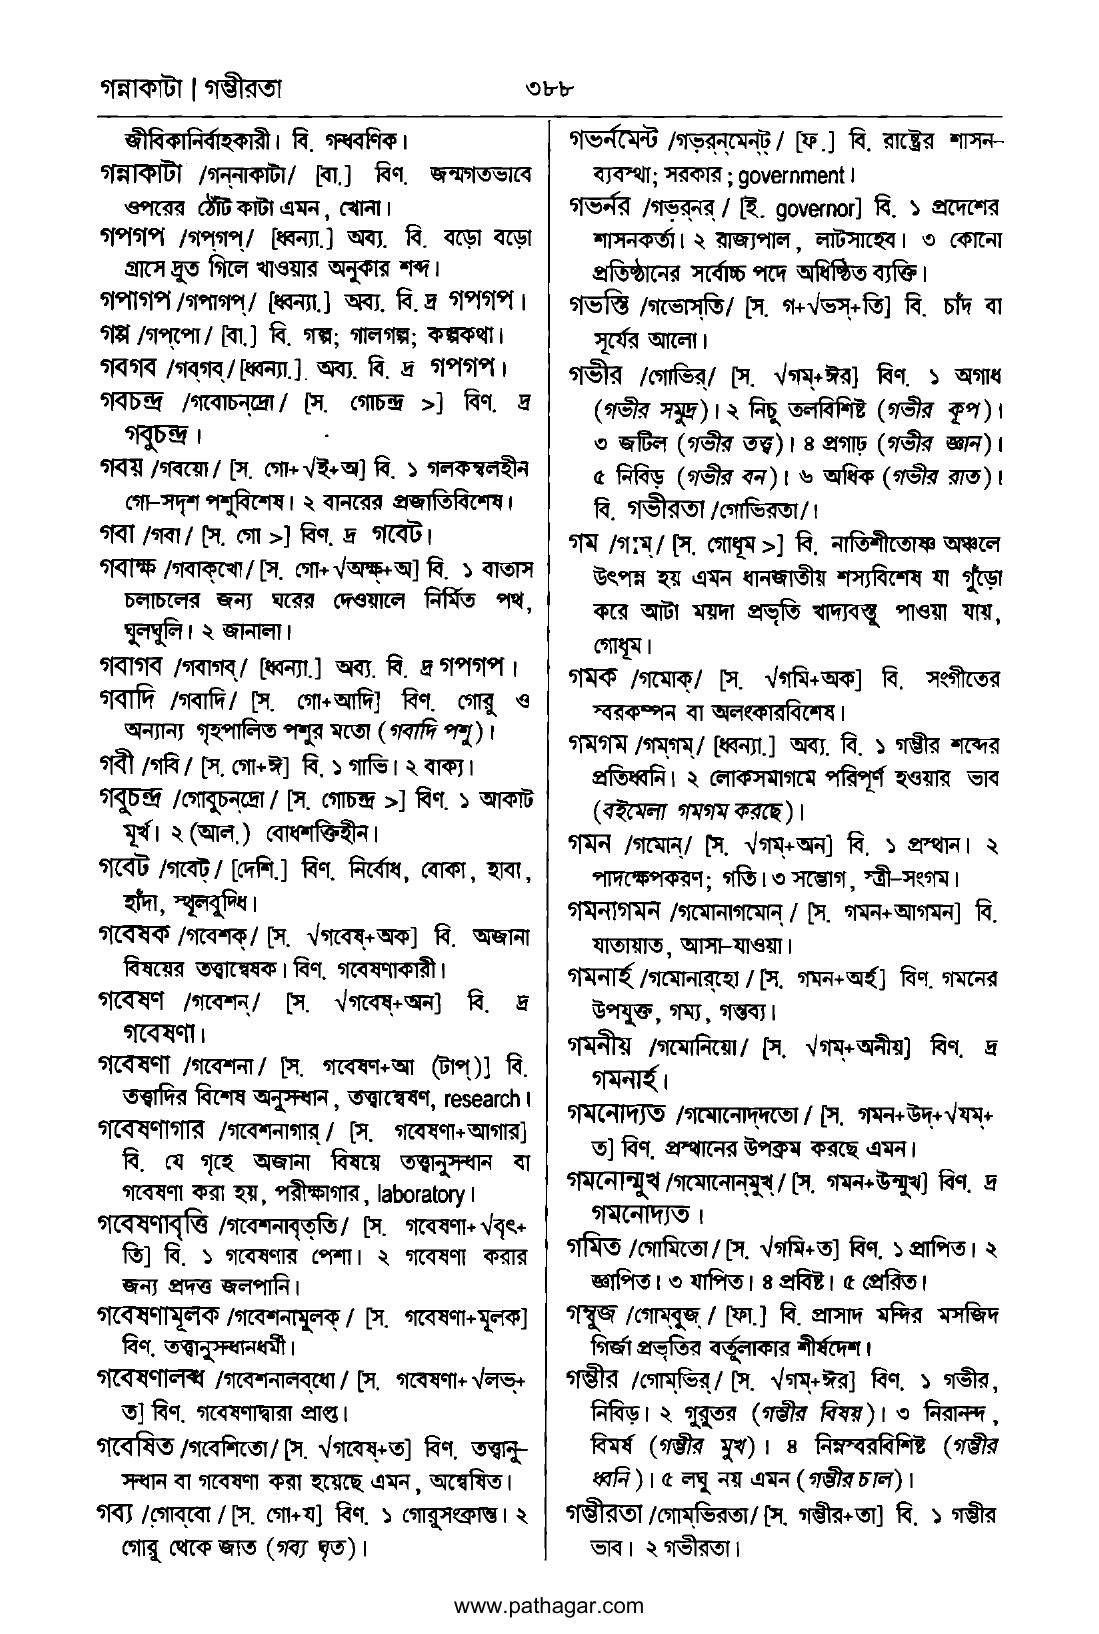 গন্নাকাটা | গম্ভীরতা
৩৮৮
জীবিকানির্বাহকারী। বি. গন্ধবণিক।
গন্নাকাটা /গন্‌নাকাটা/ [বা.] বিণ. জন্মগতভাবে
ওপরের ঠোঁট কাটা এমন, খোনা।
গপগপ /গপ্‌গপ্/ [ধ্বন্যা.] অব্য. বি. বড়ো বড়ো
গ্রাসে দ্রুত গিলে খাওয়ার অনুকার শব্দ।
গপাগপ /গপাগপ্/ [ধ্বন্যা.] অব্য. বি. দ্র গপগপ।
গপ্প /গপ্‌পো/ [বা.] বি. গল্প; গালগল্প; কল্পকথা।
গবগব /গব্‌গব্/ [ধ্বন্যা.] অব্য. বি. দ্র গপগপ।
গবচন্দ্র /গবোচন্‌দ্রো/ [স. গোচন্দ্র >] বিণ. দ্র
গবুচন্দ্র।
গবয় /গবয়ো/ [স. গো+√ই+অ] বি. ১ গলকম্বলহীন
গো-সদৃশ পশুবিশেষ। ২ বানরের প্রজাতিবিশেষ।
গবা /গবা/ [স. গো >] বিণ. দ্র গবেট।
গবাক্ষ /গবাক্‌খো/ [স. গো+√অক্ষ্+অ] বি. ১ বাতাস
চলাচলের জন্য ঘরের দেওয়ালে নির্মিত পথ,
ঘুলঘুলি। ২ জানালা।
গবাগব /গবাগব্/ [ধ্বন্যা.] অব্য. বি. দ্র গপগপ।
গবাদি /গবাদি/ [স. গো+আদি] বিণ. গোরু ও
অন্যান্য গৃহপালিত পশুর মতো (গবাদি পশু)।
গবী /গবি/ [স. গো+ঈ] বি. ১ গাভি। ২ বাক্য।
গবুচন্দ্র /গোবুচন্‌দ্রো/ [স. গোচন্দ্র >] বিণ. ১ আকাট
মূর্খ। ২ (আল.) বোধশক্তিহীন।
গবেট /গবেট্/ [দেশি.] বিণ. নির্বোধ, বোকা, হাবা,
হাঁদা, স্থূলবুদ্ধি।
গবেষক /গবেশক্/ [স. √গবেষ্+অক] বি. অজানা
বিষয়ের তত্ত্বান্বেষক। বিণ. গবেষণাকারী।
গবেষণ /গবেশন্/ [স. √গবেষ্+অন] বি. দ্র
গবেষণা।
গবেষণা /গবেশনা/ [স. গবেষণ+আ (টাপ্)] বি.
তত্ত্বাদির বিশেষ অনুসন্ধান, তত্ত্বান্বেষণ, research।
গবেষণাগার /গবেশনাগার্/ [স. গবেষণা+আগার]
বি. যে গৃহে অজানা বিষয়ে তত্ত্বানুসন্ধান বা
গবেষণা করা হয়, পরীক্ষাগার, laboratory।
গবেষণাবৃত্তি /গবেশনাবৃত্‌তি/ [স. গবেষণা+√বৃৎ+
তি] বি. ১ গবেষণার পেশা। ২ গবেষণা করার
জন্য প্রদত্ত জলপানি।
গবেষণামূলক /গবেশনামুলক্/ [স. গবেষণা+মূলক]
বিণ. তত্ত্বানুসন্ধানধর্মী।
গবেষণালব্ধ /গবেশনালব্‌ধো/ [স. গবেষণা+√লভ্+
ত] বিণ. গবেষণাদ্বারা প্রাপ্ত।
গবেষিত /গবেশিতো/ [স. √গবেষ্+ত] বিণ. তত্ত্বানু-
সন্ধান বা গবেষণা করা হয়েছে এমন, অন্বেষিত।
গব্য /গোব্‌বো/ [স. গো+য] বিণ. ১ গোরুসংক্রান্ত। ২
গোরু থেকে জাত (গব্য ঘৃত)।
গভর্নমেন্ট /গভ্‌র্‌ন্‌মেন্‌ট্/ [ফ.] বি. রাষ্ট্রের শাসন-
ব্যবস্থা; সরকার; government।
গভর্নর /গভ্‌র্‌নর্/ [ই. governor] বি. ১ প্রদেশের
শাসনকর্তা। ২ রাজ্যপাল, লাটসাহেব। ৩ কোনো
প্রতিষ্ঠানের সর্বোচ্চ পদে অধিষ্ঠিত ব্যক্তি।
গভস্তি /গভোস্‌তি/ [স. গ+√ভস্+তি] বি. চাঁদ বা
সূর্যের আলো।
গভীর /গোভির্/ [স. √গম্+ঈর] বিণ. ১ অগাধ
(গভীর সমুদ্র)। ২ নিচু তলবিশিষ্ট (গভীর কূপ)।
৩ জটিল (গভীর তত্ত্ব)। ৪ প্রগাঢ় (গভীর জ্ঞান)।
৫ নিবিড় (গভীর বন)। ৬ অধিক (গভীর রাত)।
বি. গভীরতা /গোভিরতা/।
গম /গম্/ [স. গোধূম >] বি. নাতিশীতোষ্ণ অঞ্চলে
উৎপন্ন হয় এমন ধানজাতীয় শস্যবিশেষ যা গুঁড়ো
করে আটা ময়দা প্রভৃতি খাদ্যবস্তু পাওয়া যায়,
গোধূম।
গমক /গমোক্/ [স. √গমি+অক] বি. সংগীতের
স্বরকম্পন বা অলংকারবিশেষ।
গমগম /গম্‌গম্/ [ধ্বন্যা.] অব্য. বি. ১ গম্ভীর শব্দের
প্রতিধ্বনি। ২ লোকসমাগমে পরিপূর্ণ হওয়ার ভাব
(বইমেলা গমগম করছে)।
গমন /গমোন্/ [স. √গম্+অন] বি. ১ প্রস্থান। ২
পাদক্ষেপকরণ; গতি। ৩ সম্ভোগ, স্ত্রী-সংগম।
গমনাগমন /গমোনাগমোন্/ [স. গমন+আগমন] বি.
যাতায়াত, আসা-যাওয়া।
গমনার্হ /গমোনার্‌হো/ [স. গমন+অর্হ] বিণ. গমনের
উপযুক্ত, গম্য, গন্তব্য।
গমনীয় /গমোনিয়ো/ [স. √গম্+অনীয়] বিণ. দ্র
গমনার্হ।
গমনোদ্যত /গমোনোদ্‌দতো/ [স. গমন+উদ্+√যম্+
ত] বিণ. প্রস্থানের উপক্রম করছে এমন।
গমনোন্মুখ /গমোনোন্‌মুখ্/ [স. গমন+উন্মুখ] বিণ. দ্র
গমনোদ্যত।
গমিত /গোমিতো/ [স. √গমি+ত] বিণ. ১ প্রাপিত। ২
জ্ঞাপিত। ৩ যাপিত। ৪ প্রবিষ্ট। ৫ প্রেরিত।
গম্বুজ /গোম্‌বুজ্/ [ফা.] বি. প্রাসাদ মন্দির মসজিদ
গির্জা প্রভৃতির বর্তুলাকার শীর্ষদেশ।
গম্ভীর /গোম্‌ভির্/ [স. √গম্+ঈর] বিণ. ১ গভীর,
নিবিড়। ২ গুরুতর (গম্ভীর বিষয়)। ৩ নিরানন্দ,
বিমর্ষ (গম্ভীর মুখ)। ৪ নিম্নস্বরবিশিষ্ট (গম্ভীর
ধ্বনি)। ৫ লঘু নয় এমন (গম্ভীর চাল)।
গম্ভীরতা /গোম্‌ভিরতা/ [স. গম্ভীর+তা] বি. ১ গম্ভীর
ভাব। ২ গভীরতা।
www.pathagar.com